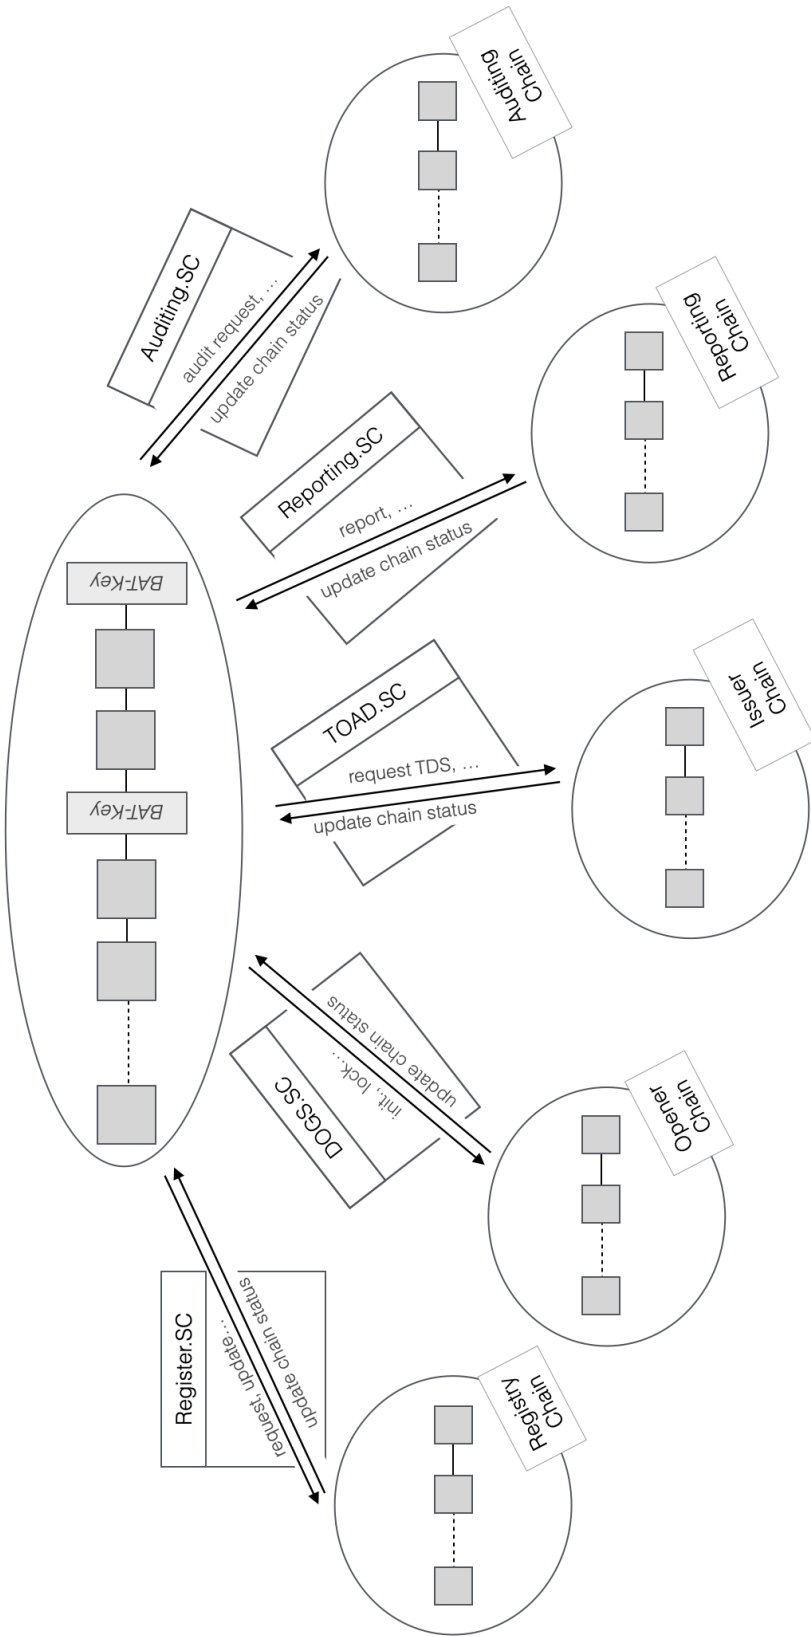 BAT-Key
BAT-Key
Register.SC
request, update...
update chain status
Registry
Chain
DOGS.SC
init, lock...
update chain status
Opener
Chain
TOAD.SC
request TDS, ...
update chain status
Issuer
Chain
Reporting.SC
report, ...
update chain status
Reporting
Chain
Auditing.SC
audit request, ...
update chain status
Auditing
Chain